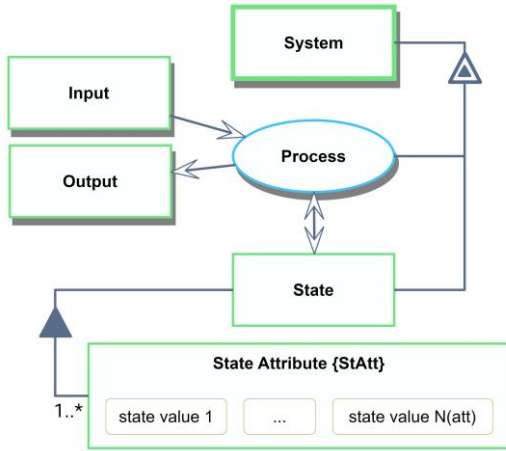 System
Input
Process
Output
State
State Attribute {StAtt}
1..*
state value 1
...
state value N(att)